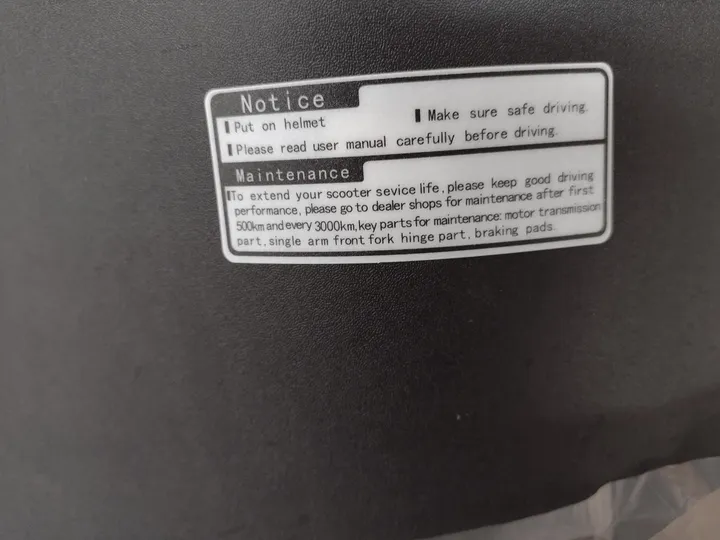 Notice
Put on helmet
Make sure safe driving.
Please read user manual carefully before driving.
Maintenance
To extend your scooter sevice life, please keep good driving
performance, please go to dealer shops for maintenance after first
500km and every 3000km, key parts for maintenance: motor transmission
part, single arm front fork hinge part, braking pads.